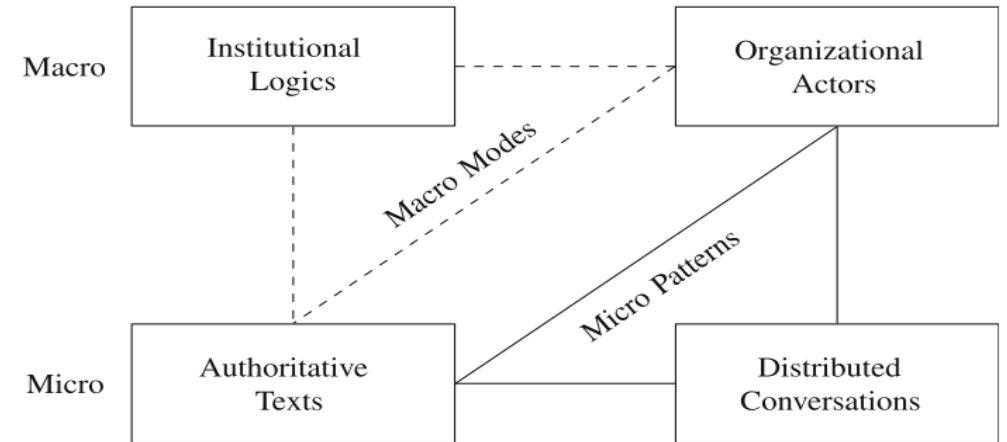 Macro
Institutional
Logics
Organizational
Actors
Macro Modes
Micro Patterns
Micro
Authoritative
Texts
Distributed
Conversations